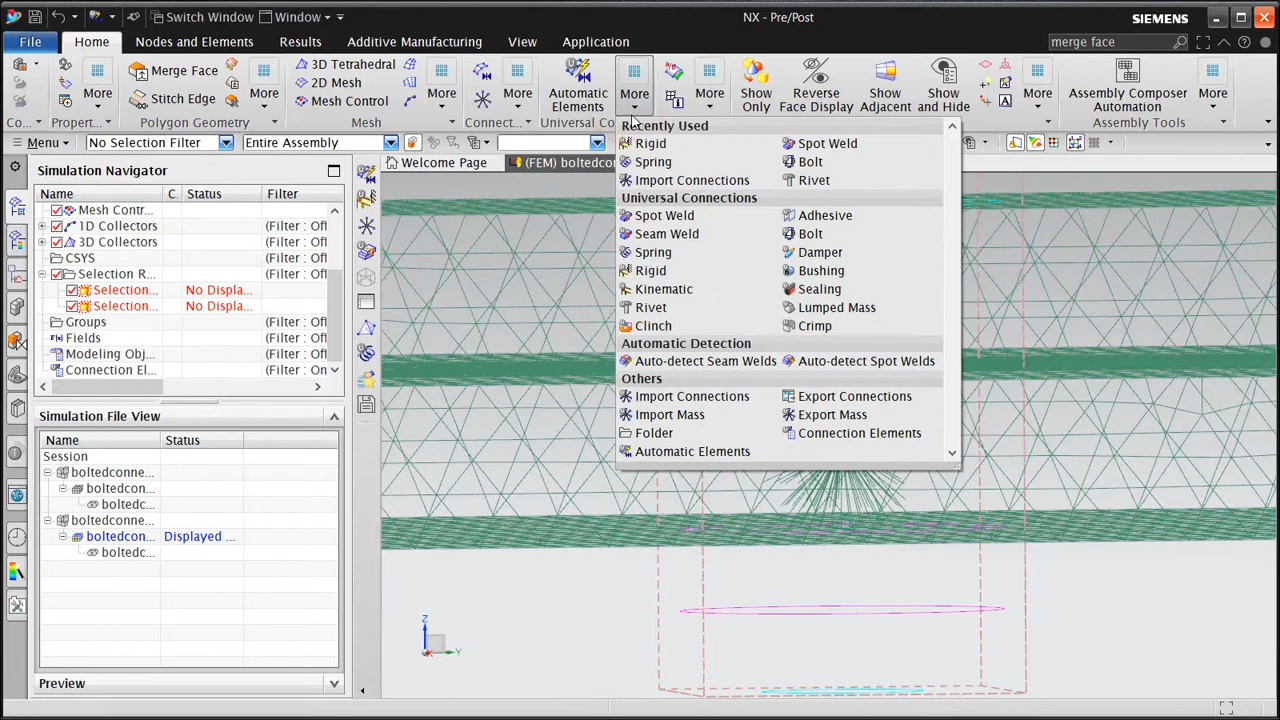 Switch Window Window NX - Pre/Post SIEMENS
File Home Nodes and Elements Results Additive Manufacturing View Application merge face
Merge Face
Stitch Edge
3D Tetrahedral
2D Mesh
Mesh Control
More More More More More More More
Automatic Elements
Show Only
Reverse Face Display
Show Adjacent
Show and Hide
Assembly Composer Automation
Co... Propert... Polygon Geometry Mesh Connect... Universal Co Assembly Tools
Menu No Selection Filter Entire Assembly
Simulation Navigator
Welcome Page (FEM) boltedcon
Name C. Status Filter
Mesh Contr...
1D Collectors (Filter : Off
3D Collectors (Filter : Off
CSYS (Filter : Off
Selection R... (Filter : Off
Selection... No Displa...
Selection... No Displa...
Groups (Filter : Off
Fields (Filter : Off
Modeling Obj... (Filter : Off
Connection El... (Filter : On
Simulation File View
Name Status
Session
boltedconne...
boltedcon...
boltedc...
boltedconne...
boltedcon... Displayed ...
boltedc...
Preview
Recently Used
Rigid Spot Weld
Spring Bolt
Import Connections Rivet
Universal Connections
Spot Weld Adhesive
Seam Weld Bolt
Spring Damper
Rigid Bushing
Kinematic Sealing
Rivet Lumped Mass
Clinch Crimp
Automatic Detection
Auto-detect Seam Welds Auto-detect Spot Welds
Others
Import Connections Export Connections
Import Mass Export Mass
Folder Connection Elements
Automatic Elements
Z
Y
X